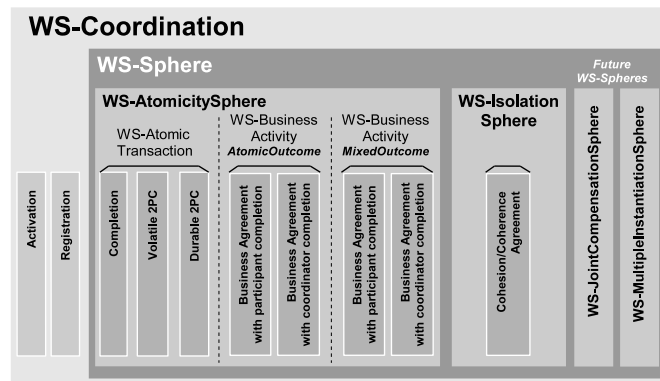 WS-Coordination
WS-Sphere
Future
WS-Spheres
WS-AtomicitySphere
WS-Isolation
Sphere
WS-Atomic
Transaction
WS-Business
Activity
AtomicOutcome
WS-Business
Activity
MixedOutcome
Activation
Registration
Completion
Volatile 2PC
Durable 2PC
Business Agreement
with participant completion
Business Agreement
with coordinator completion
Business Agreement
with participant completion
Business Agreement
with coordinator completion
Cohesion/Coherence
Agreement
WS-JointCompensationSphere
WS-MultipleInstantiationSphere